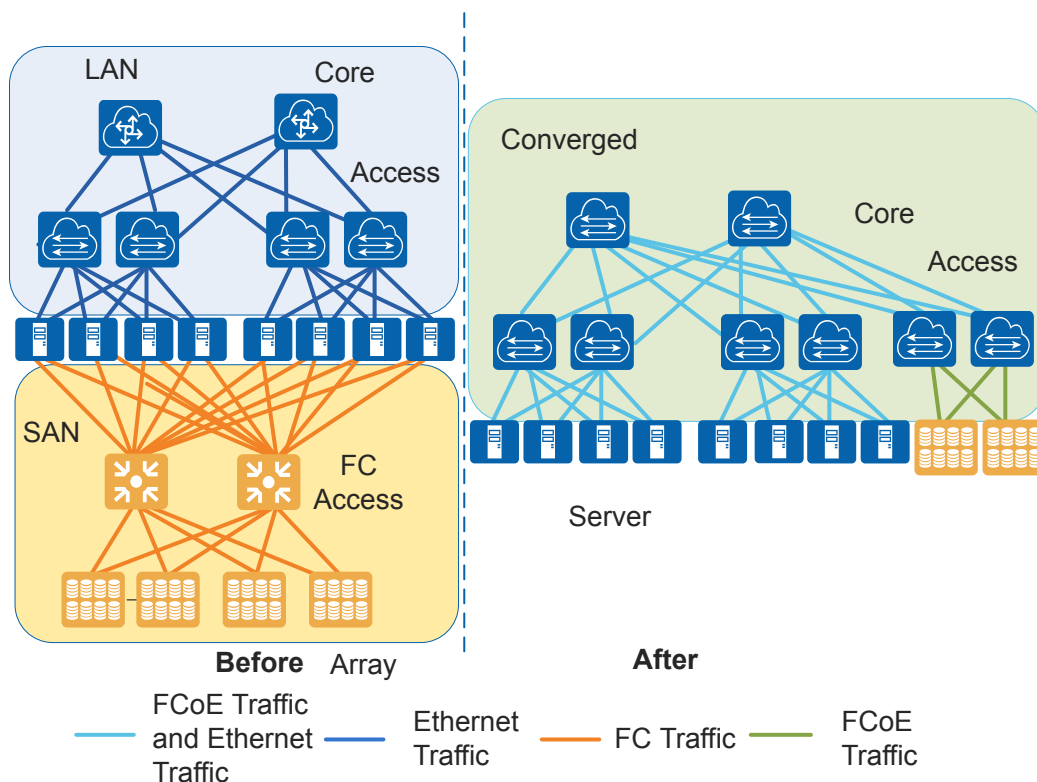 LAN
Core
Access
SAN
FC
Access
Array
Before
Converged
Core
Access
Server
After
FCoE Traffic
and Ethernet
Traffic
Ethernet
Traffic
FC Traffic
FCoE
Traffic